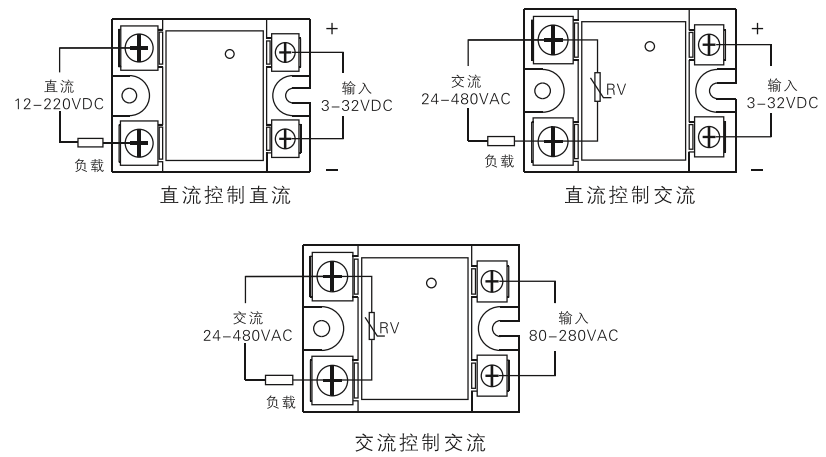 +
直流
12-220VDC
输入
3-32VDC
负载
-
直流控制直流
+
交流
24-480VAC
RV
输入
3-32VDC
负载
-
直流控制交流
交流
24-480VAC
RV
输入
80-280VAC
负载
交流控制交流